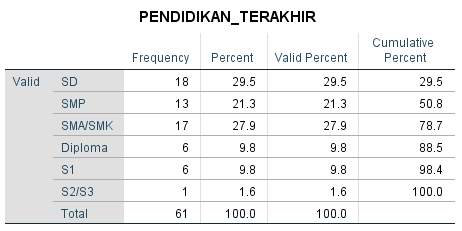 PENDIDIKAN_TERAKHIR
Frequency Percent Valid Percent Cumulative Percent
Valid SD 18 29.5 29.5 29.5
SMP 13 21.3 21.3 50.8
SMA/SMK 17 27.9 27.9 78.7
Diploma 6 9.8 9.8 88.5
S1 6 9.8 9.8 98.4
S2/S3 1 1.6 1.6 100.0
Total 61 100.0 100.0